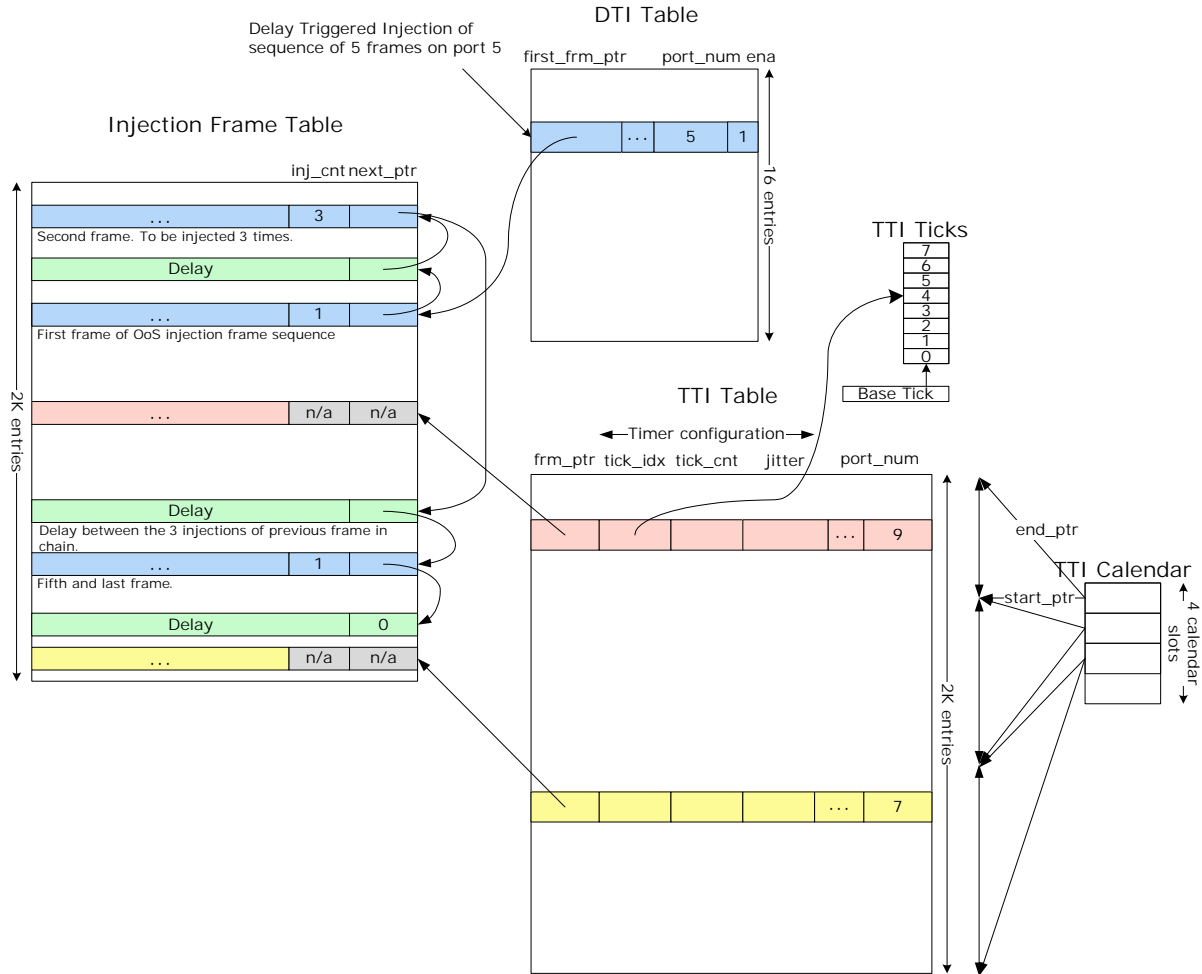 DTI Table
Delay Triggered Injection of
sequence of 5 frames on port 5
first_frm_ptr port_num ena
... 5 1
16 entries
Injection Frame Table
inj_cnt next_ptr
... 3
Second frame. To be injected 3 times.
Delay
... 1
First frame of OoS injection frame sequence
... n/a n/a
Delay
Delay between the 3 injections of previous frame in
chain.
... 1
Fifth and last frame.
Delay 0
... n/a n/a
2K entries
TTI Ticks
7
6
5
4
3
2
1
0
Base Tick
TTI Table
Timer configuration
frm_ptr tick_idx tick_cnt jitter port_num
... 9
... 7
2K entries
end_ptr
start_ptr
TTI Calendar
4 calendar
slots